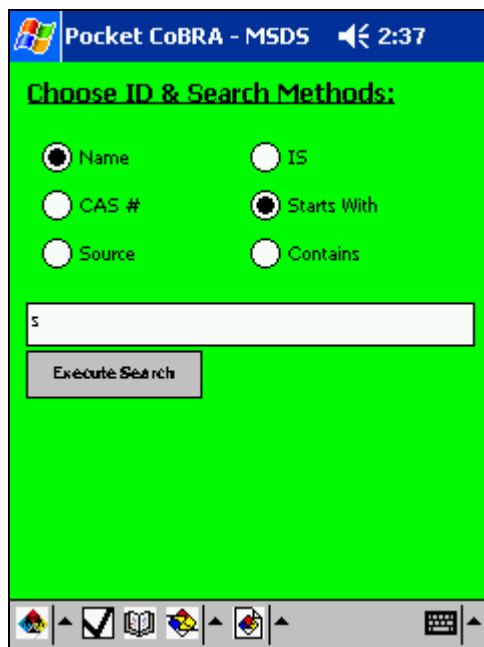 Pocket CoBRA - MSDS 2:37
Choose ID & Search Methods:
Name IS
CAS # Starts With
Source Contains
s
Execute Search